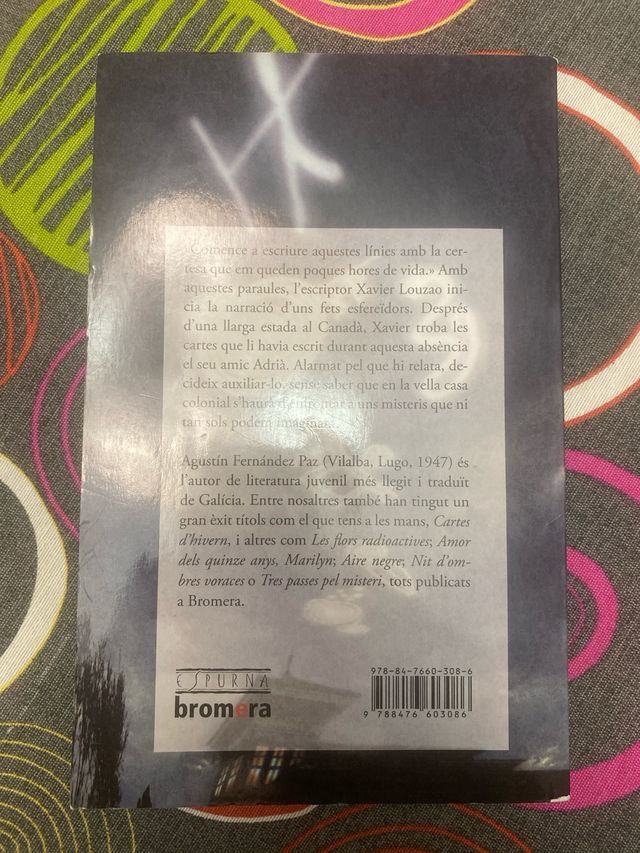 «Comence a escriure aquestes línies amb la cer-
tesa que em queden poques hores de vida.» Amb
aquestes paraules, l'escriptor Xavier Louzao ini-
cia la narració d'uns fets esfereïdors. Després
d'una llarga estada al Canadà, Xavier troba les
cartes que li havia escrit durant aquesta absència
el seu amic Adrià. Alarmat pel que hi relata, de-
cideix auxiliar-lo, sense saber que en la vella casa
colonial s'haurà d'enfrontar a uns misteris que ni
tan sols podem imaginar...
Agustín Fernández Paz (Vilalba, Lugo, 1947) és
l'autor de literatura juvenil més llegit i traduït
de Galícia. Entre nosaltres també han tingut un
gran èxit títols com el que tens a les mans, Cartes
d'hivern, i altres com Les flors radioactives; Amor
dels quinze anys, Marilyn; Aire negre; Nit d'om-
bres voraces o Tres passes pel misteri, tots publicats
a Bromera.
ESPURNA
bromera
978-84-7660-308-6
9 788476 603086